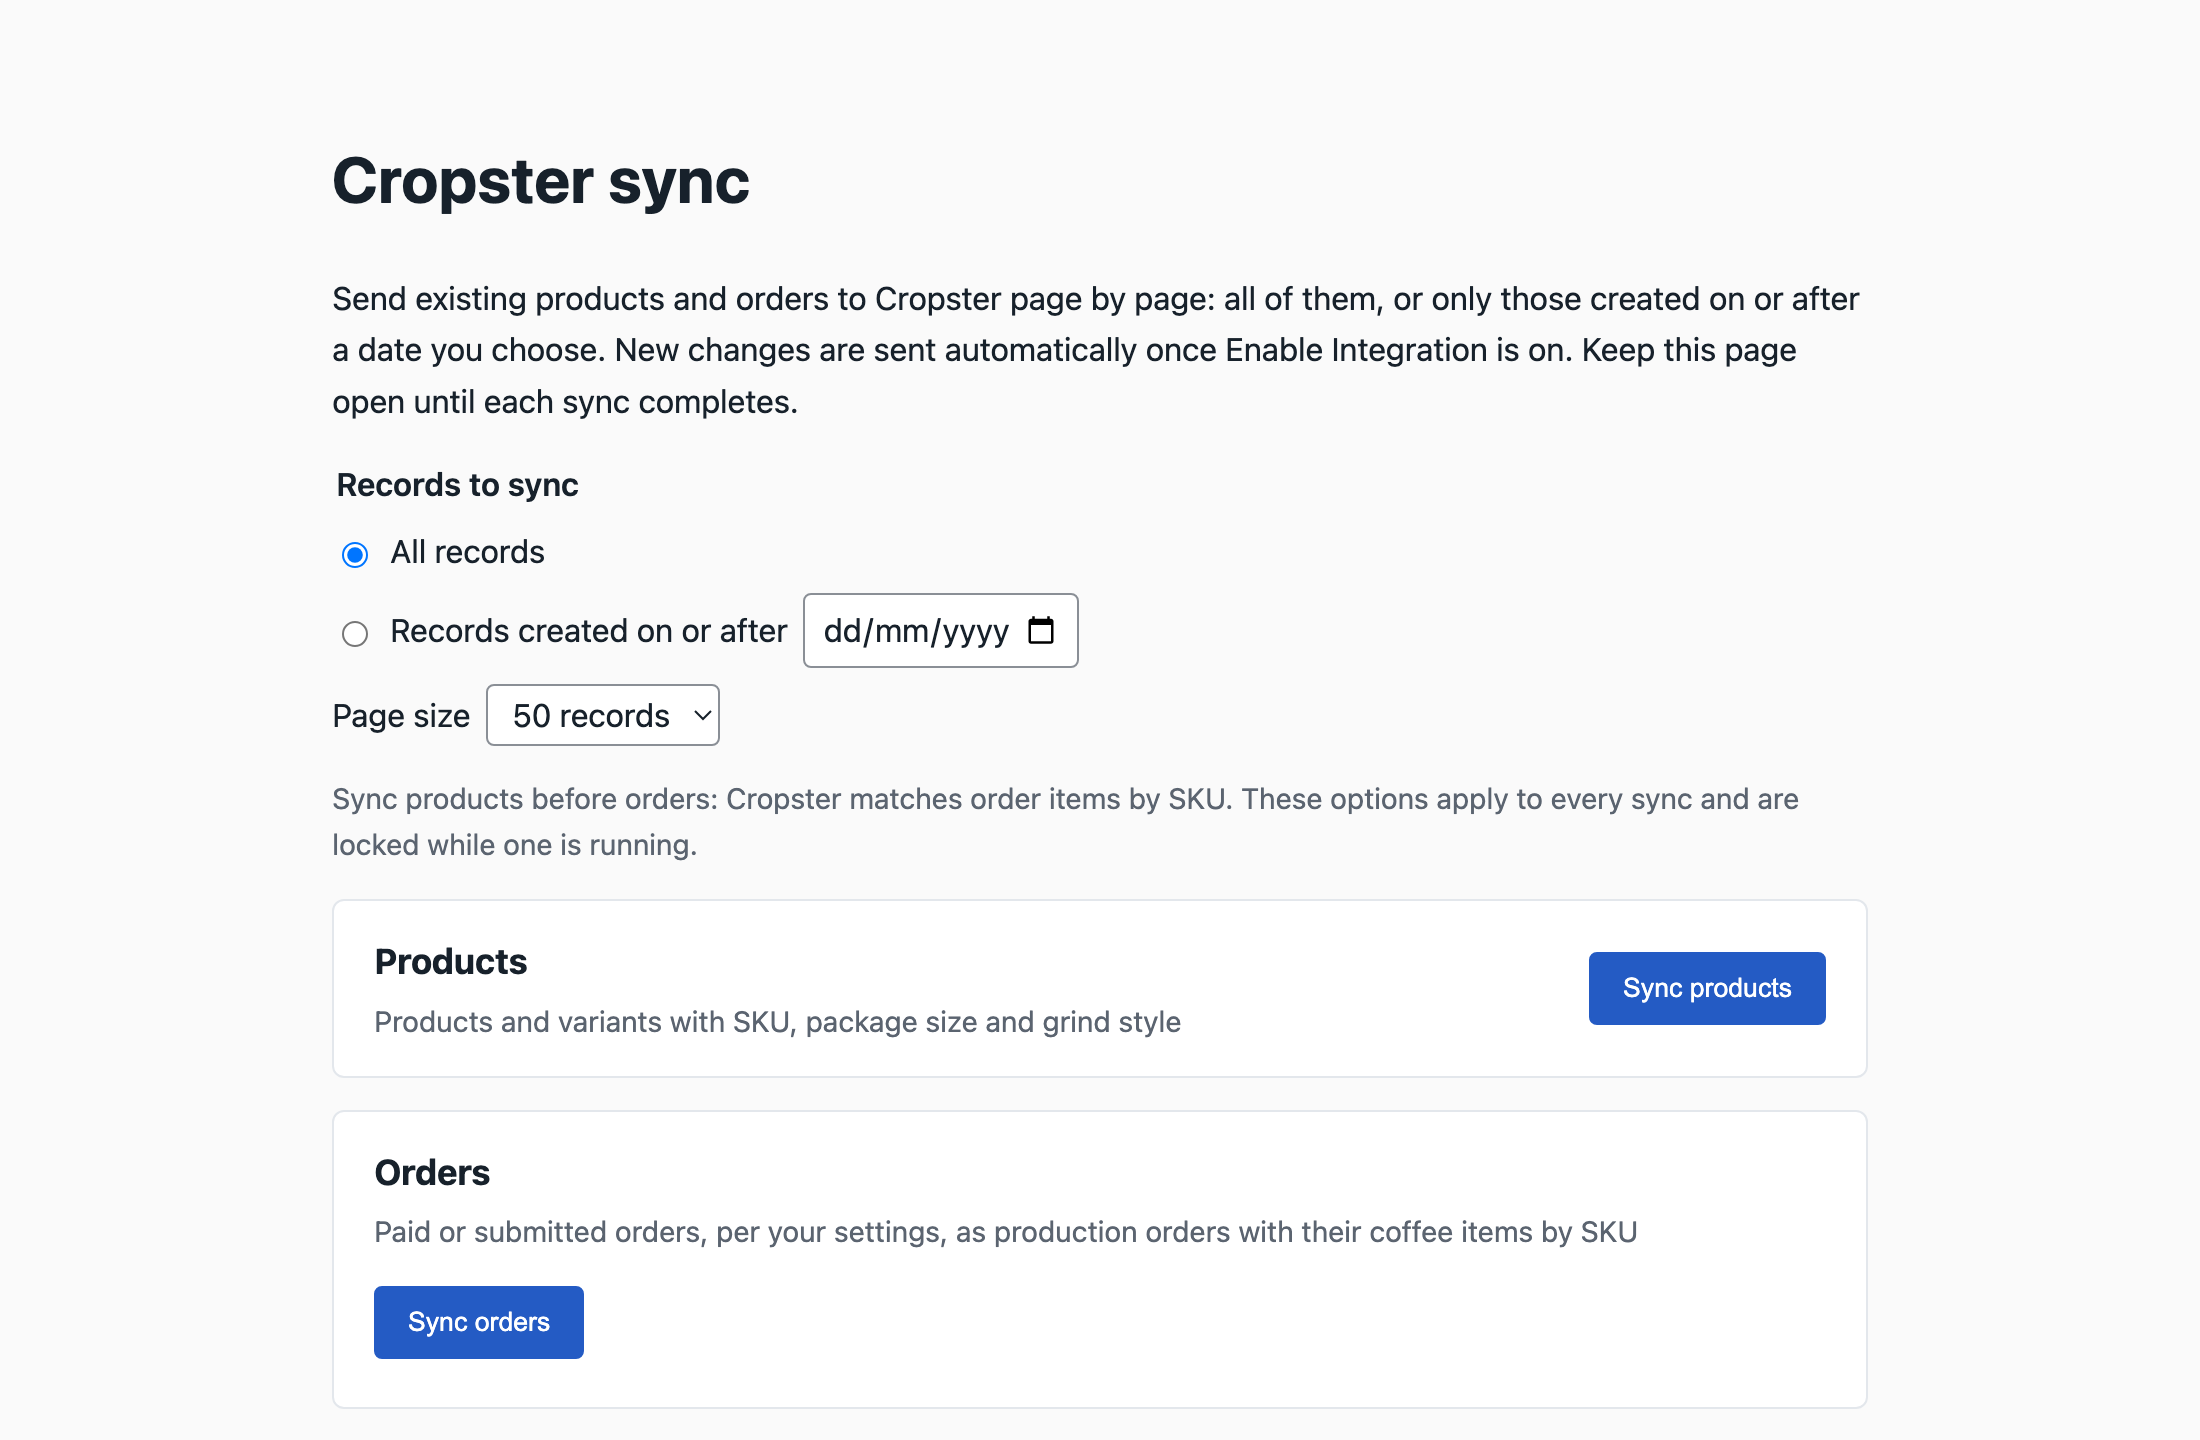 Cropster sync
Send existing products and orders to Cropster page by page: all of them, or only those created on or after
a date you choose. New changes are sent automatically once Enable Integration is on. Keep this page
open until each sync completes.
Records to sync
All records
Records created on or after dd/mm/yyyy
Page size 50 records
Sync products before orders: Cropster matches order items by SKU. These options apply to every sync and are
locked while one is running.
Products
Products and variants with SKU, package size and grind style
Sync products
Orders
Paid or submitted orders, per your settings, as production orders with their coffee items by SKU
Sync orders